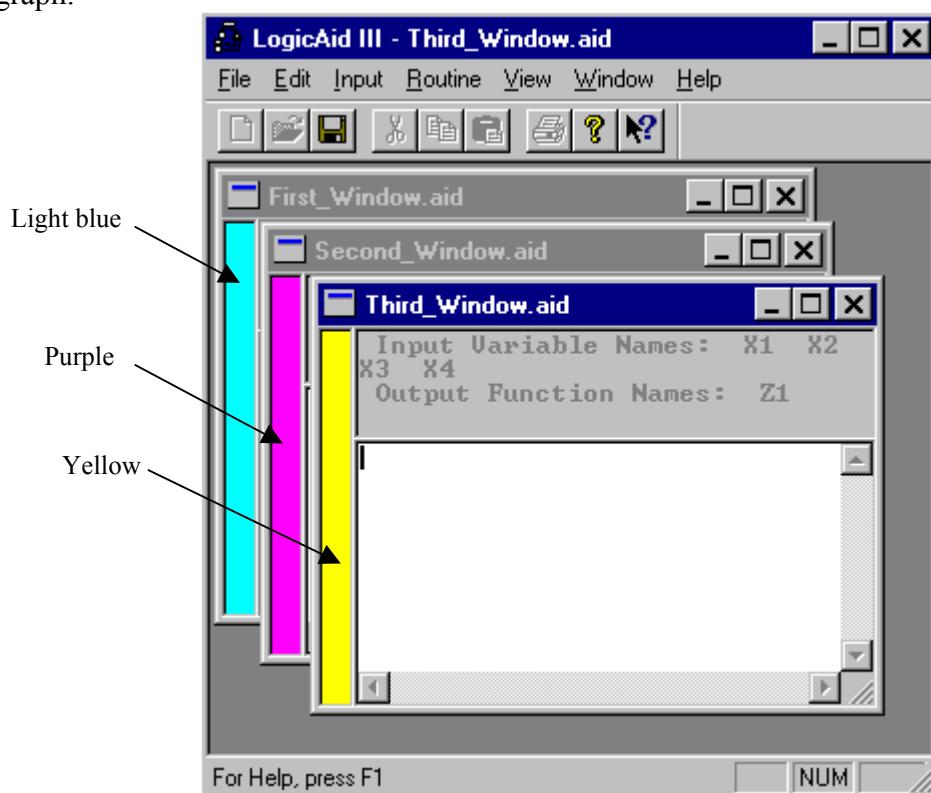 graph.
LogicAid III - Third_Window.aid
File Edit Input Routine View Window Help
First_Window.aid
Light blue
Second_Window.aid
Third_Window.aid
Input Variable Names: X1 X2
X3 X4
Output Function Names: Z1
Purple
Yellow
For Help, press F1
NUM